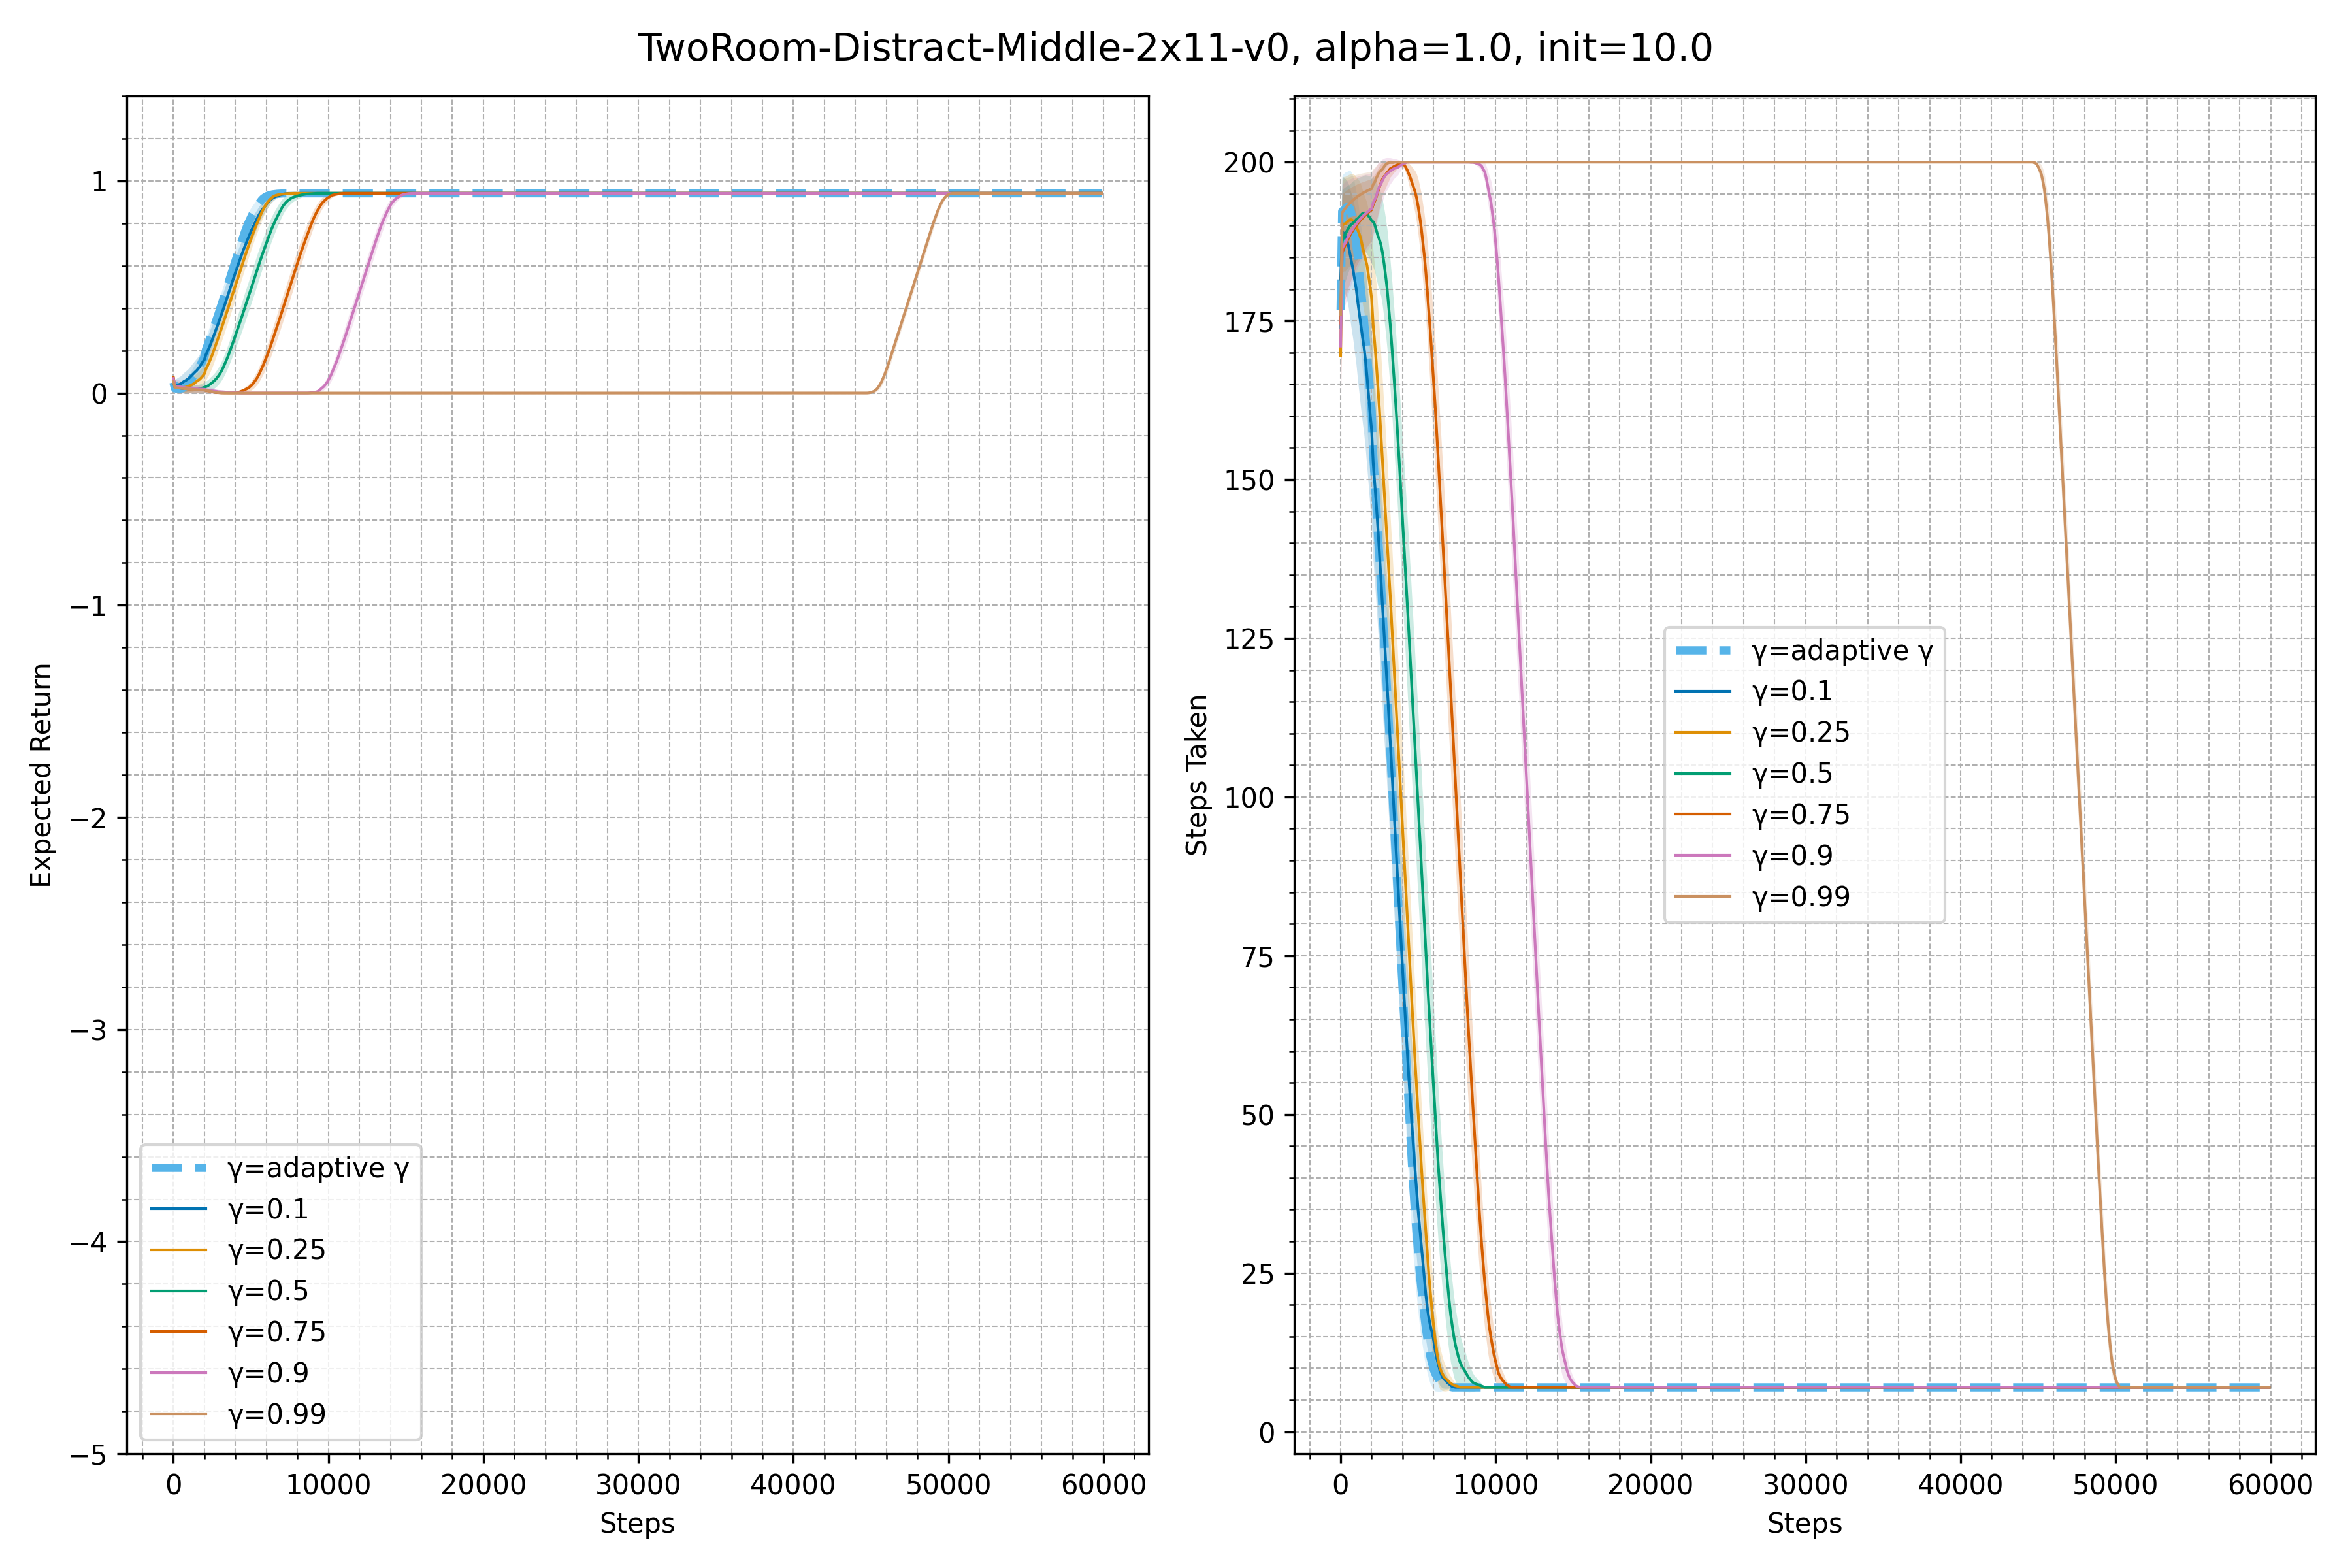 TwoRoom-Distract-Middle-2x11-v0, alpha=1.0, init=10.0
Expected Return
1
0
−1
−2
−3
−4
−5
γ=adaptive γ
γ=0.1
γ=0.25
γ=0.5
γ=0.75
γ=0.9
γ=0.99
0 10000 20000 30000 40000 50000 60000
Steps
Steps Taken
200
175
150
125
100
75
50
25
0
γ=adaptive γ
γ=0.1
γ=0.25
γ=0.5
γ=0.75
γ=0.9
γ=0.99
0 10000 20000 30000 40000 50000 60000
Steps